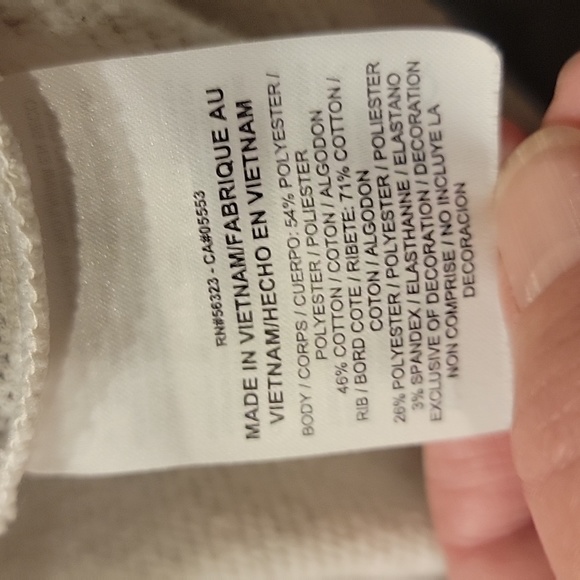 RN#56323 - CA#05553
MADE IN VIETNAM/FABRIQUE AU
VIETNAM/HECHO EN VIETNAM
BODY / CORPS / CUERPO: 54% POLYESTER /
POLYESTER / POLIESTER
46% COTTON / COTON / ALGODON
RIB / BORD COTE / RIBETE: 71% COTTON /
COTON / ALGODON
26% POLYESTER / POLYESTER / POLIESTER
3% SPANDEX / ELASTHANNE / ELASTANO
EXCLUSIVE OF DECORATION / DECORATION
NON COMPRISE / NO INCLUYE LA
DECORACION